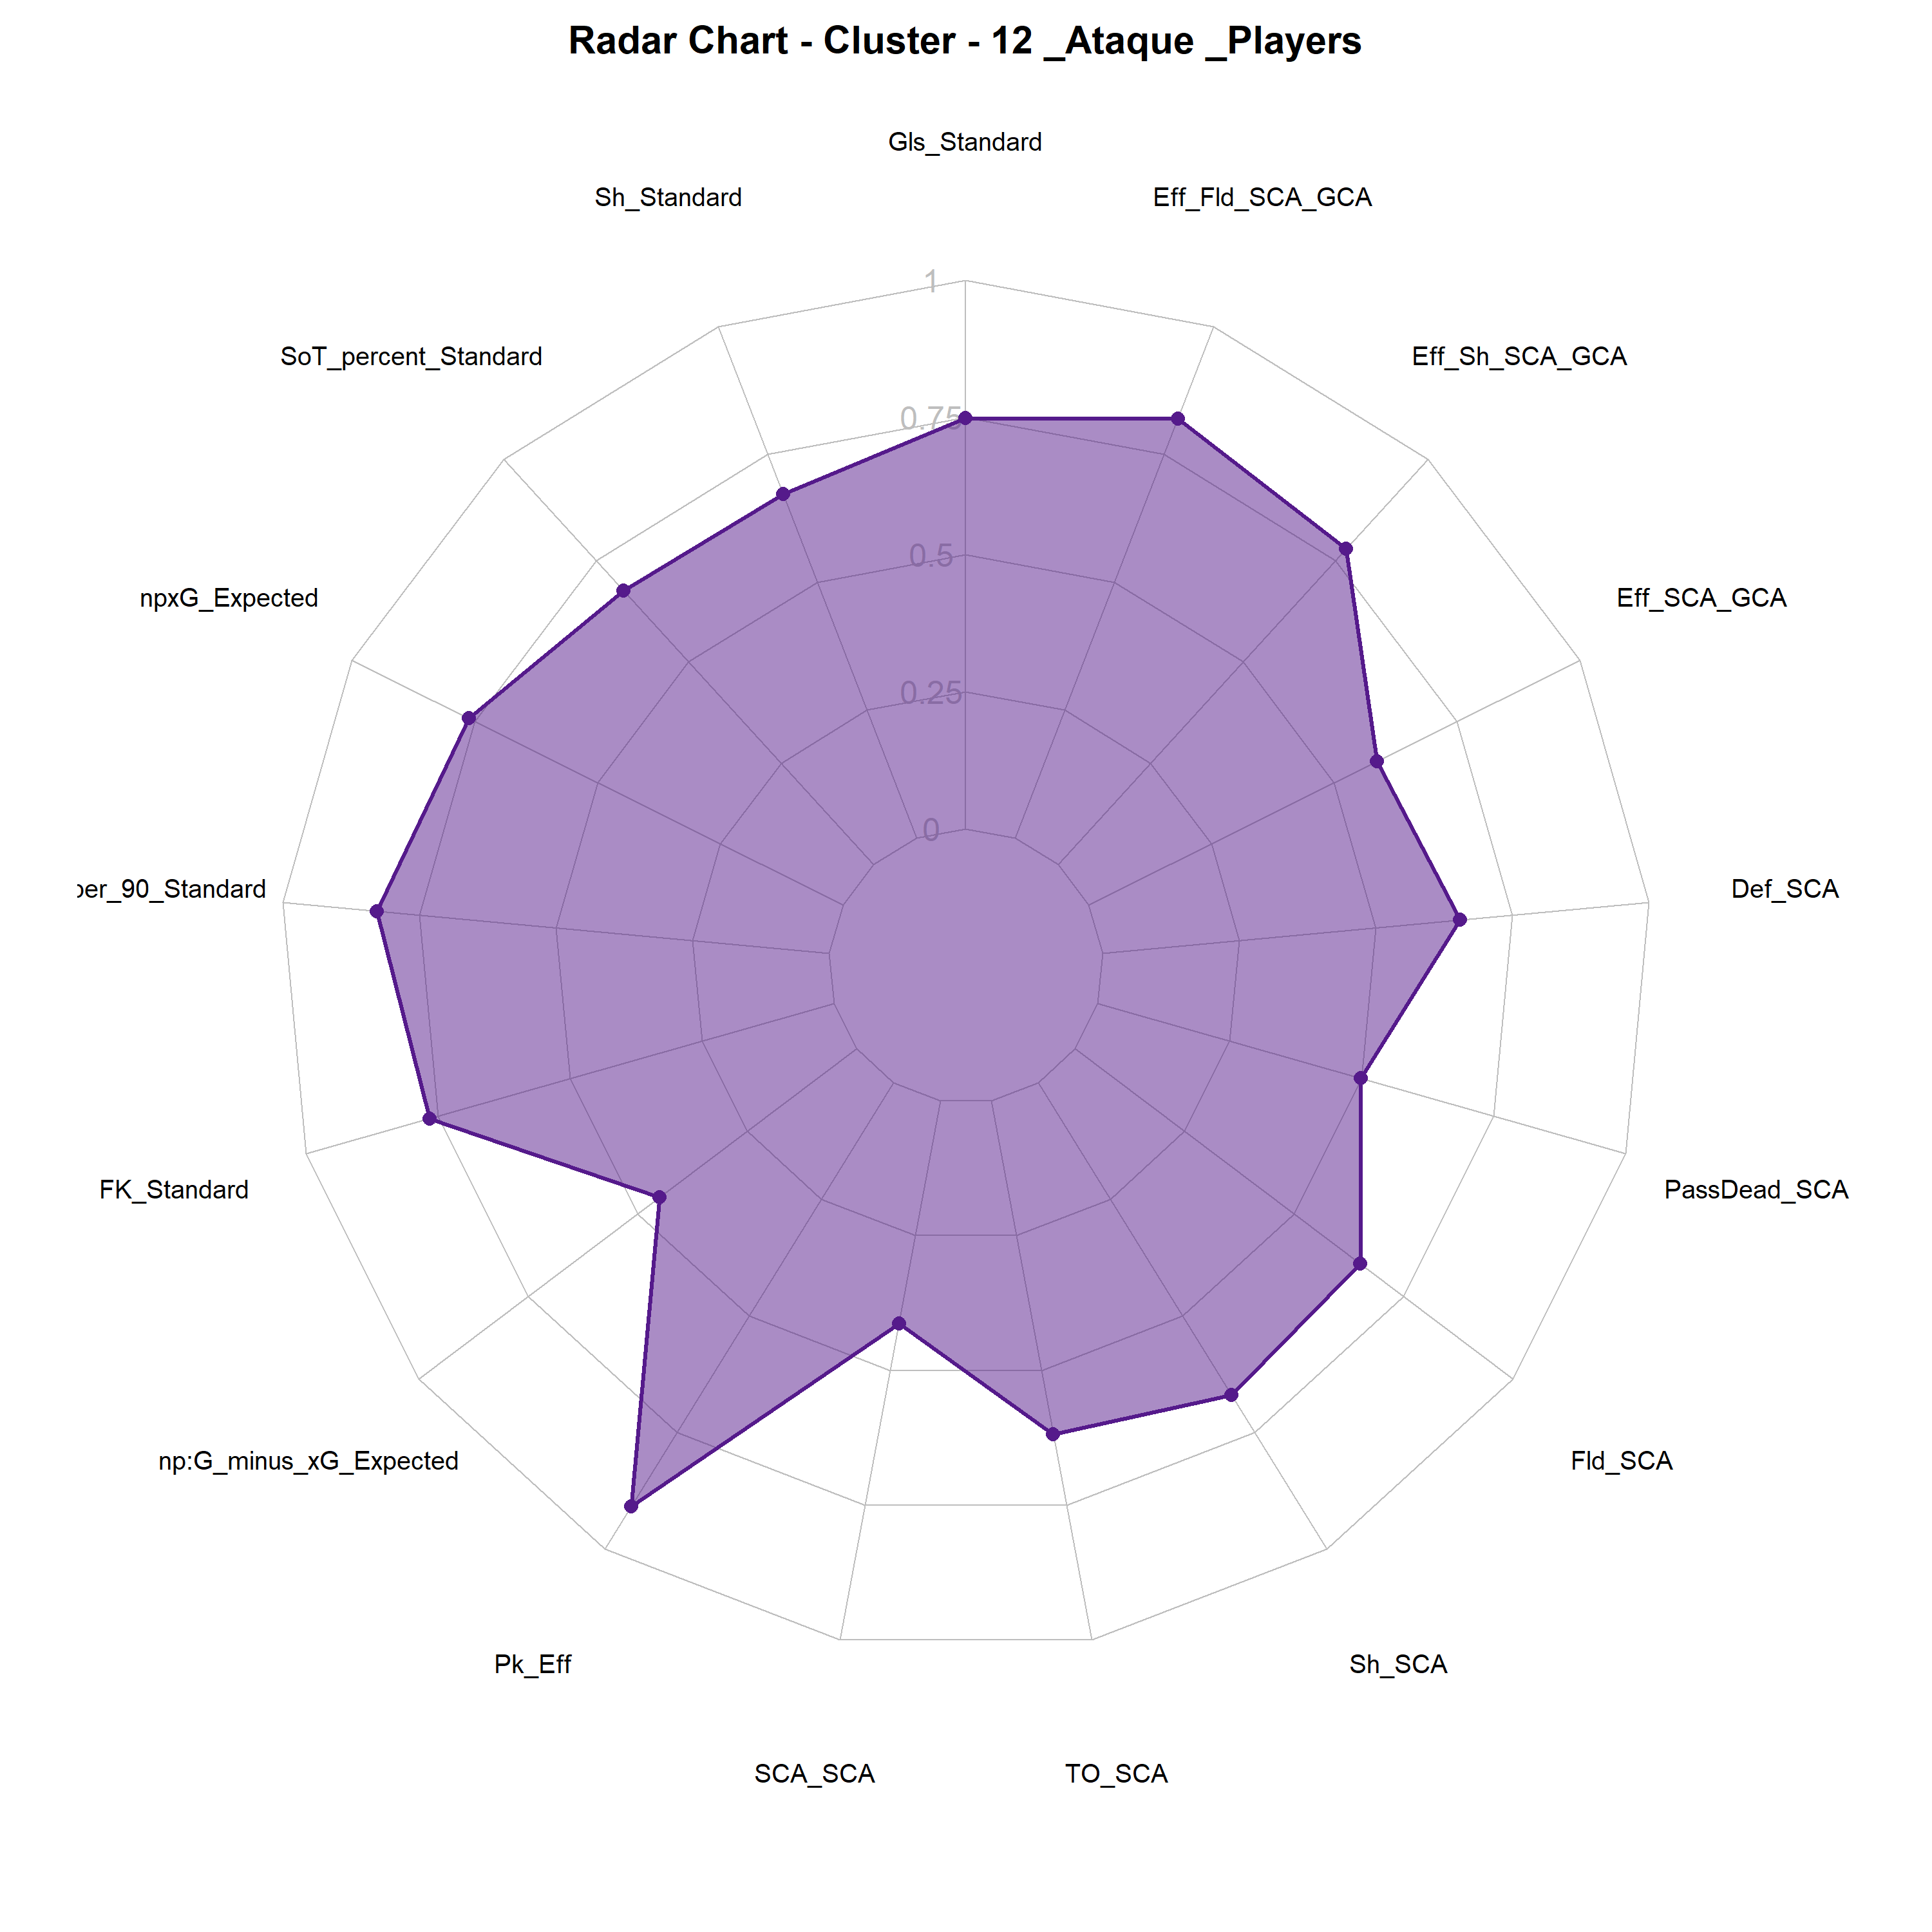 Radar Chart - Cluster - 12 _Ataque _Players
Gls_Standard
Sh_Standard
Eff_Fld_SCA_GCA
SoT_percent_Standard
Eff_Sh_SCA_GCA
npxG_Expected
Eff_SCA_GCA
per_90_Standard
Def_SCA
FK_Standard
PassDead_SCA
np:G_minus_xG_Expected
Fld_SCA
Pk_Eff
Sh_SCA
SCA_SCA
TO_SCA
1
0.75
0.5
0.25
0